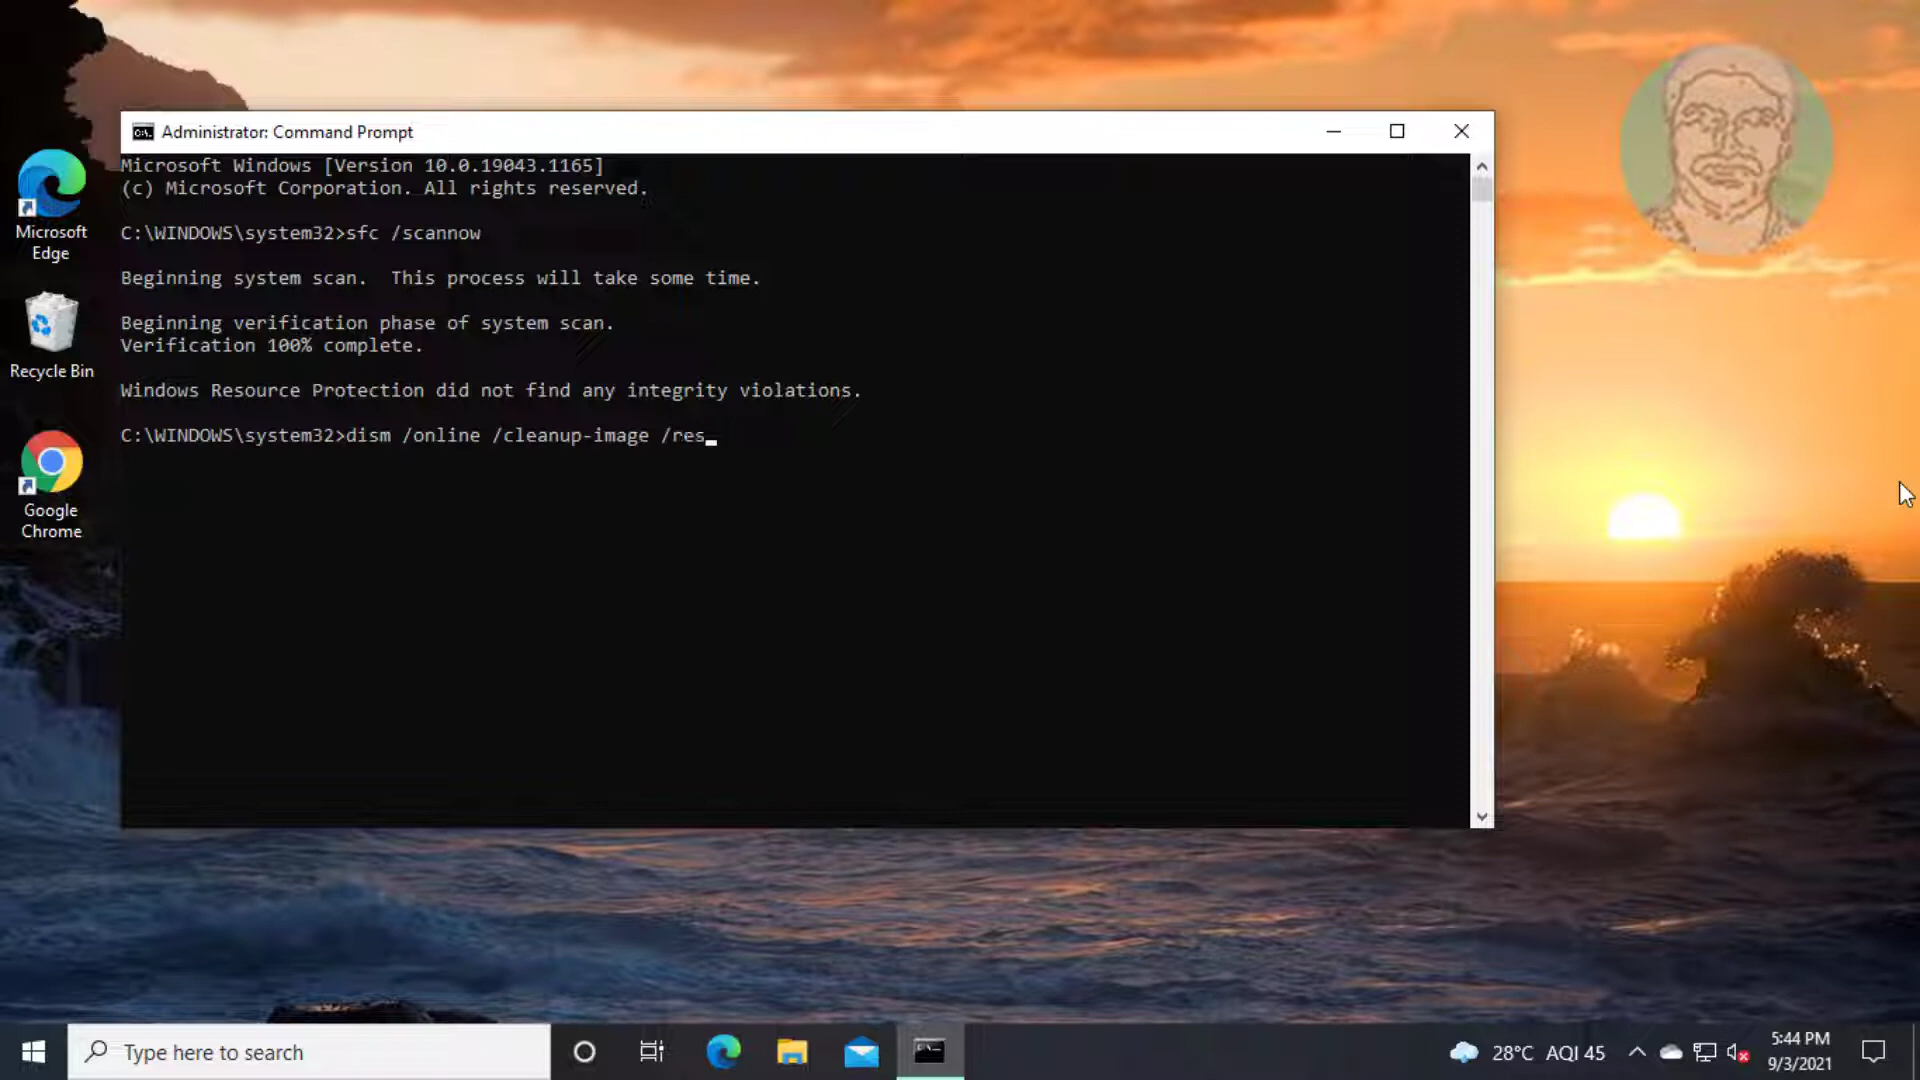 Administrator: Command Prompt
Microsoft Windows [Version 10.0.19043.1165]
(c) Microsoft Corporation. All rights reserved.
C:\WINDOWS\system32>sfc /scannow
Beginning system scan.  This process will take some time.
Beginning verification phase of system scan.
Verification 100% complete.
Windows Resource Protection did not find any integrity violations.
C:\WINDOWS\system32>dism /online /cleanup-image /res
Microsoft
Edge
Recycle Bin
Google
Chrome
Type here to search
28°C AQI 45
5:44 PM
9/3/2021